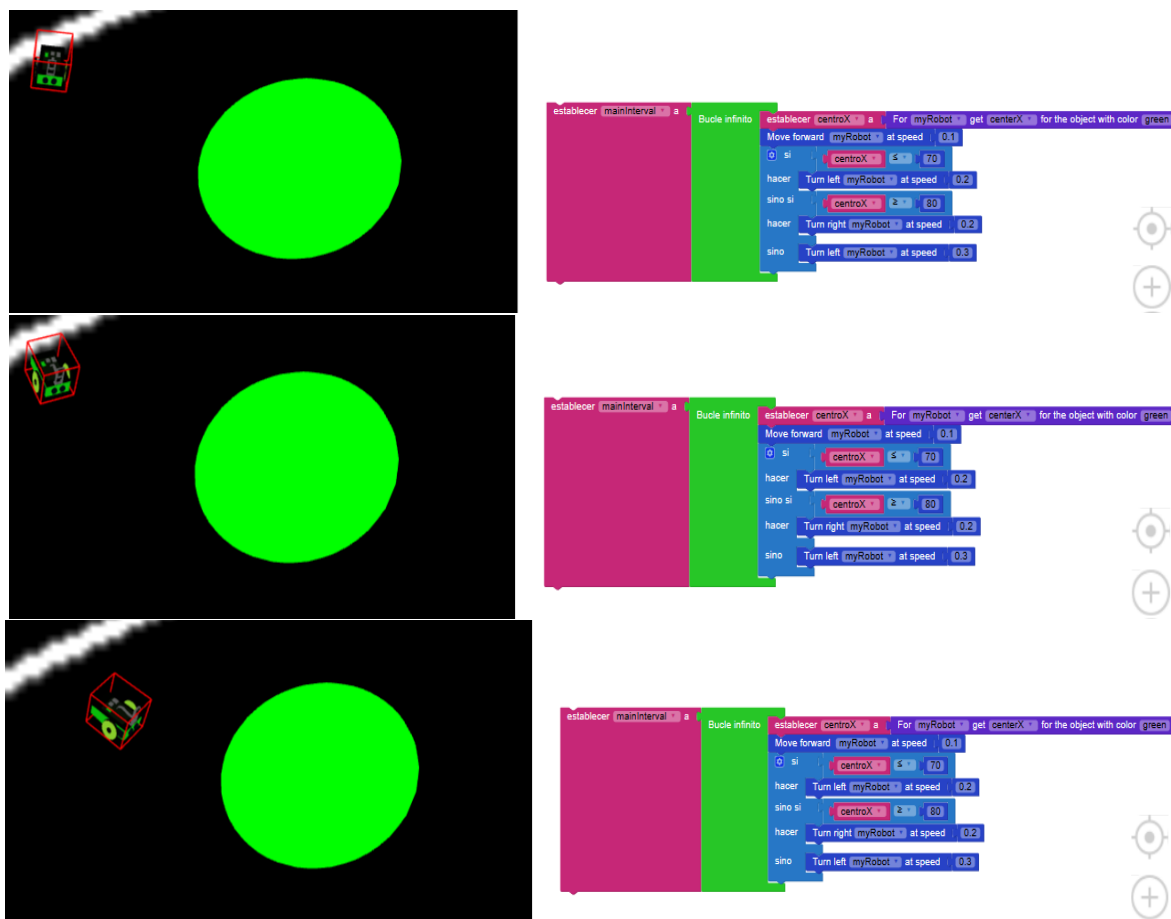 establecer mainInterval a Bucle infinito establecer centroX a For myRobot get centerX for the object with color green
Move forward myRobot at speed 0.1
si centroX ≤ 70
hacer Turn left myRobot at speed 0.2
sino si centroX ≥ 80
hacer Turn right myRobot at speed 0.2
sino Turn left myRobot at speed 0.3
establecer mainInterval a Bucle infinito establecer centroX a For myRobot get centerX for the object with color green
Move forward myRobot at speed 0.1
si centroX ≤ 70
hacer Turn left myRobot at speed 0.2
sino si centroX ≥ 80
hacer Turn right myRobot at speed 0.2
sino Turn left myRobot at speed 0.3
establecer mainInterval a Bucle infinito establecer centroX a For myRobot get centerX for the object with color green
Move forward myRobot at speed 0.1
si centroX ≤ 70
hacer Turn left myRobot at speed 0.2
sino si centroX ≥ 80
hacer Turn right myRobot at speed 0.2
sino Turn left myRobot at speed 0.3